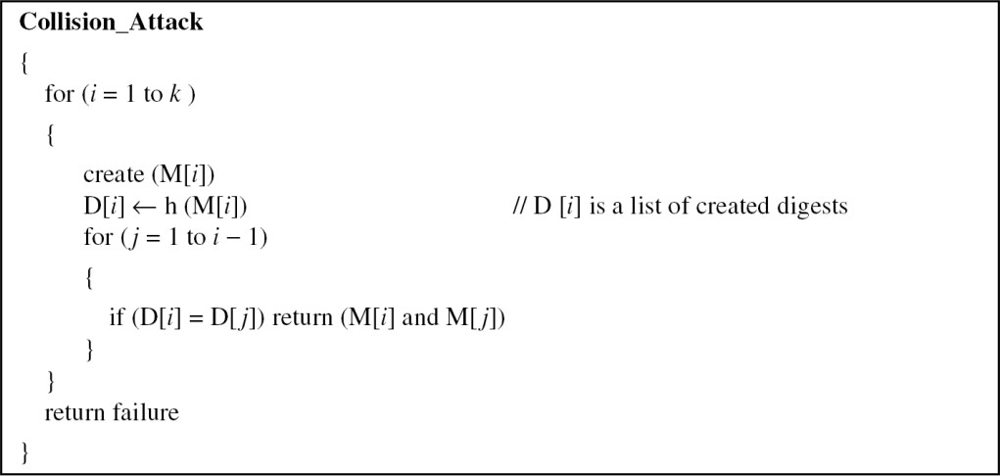 Collision_Attack
{
for (i = 1 to k )
{
create (M[i])
D[i] ← h (M[i]) // D [i] is a list of created digests
for (j = 1 to i − 1)
{
if (D[i] = D[j]) return (M[i] and M[j])
}
}
return failure
}